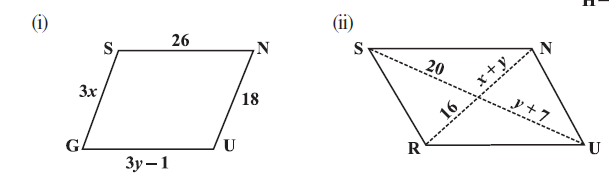 (i)
26
S
N
3x
18
G
U
3y – 1
(ii)
S
N
20
x + y
16
y + 7
R
U